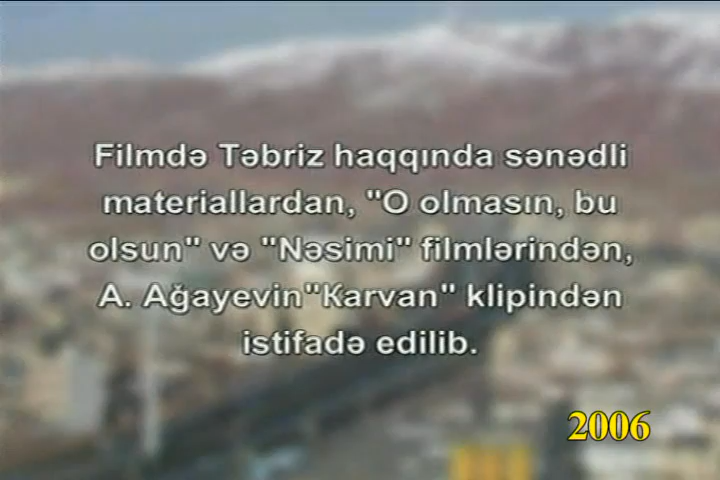 Filmdə Təbriz haqqında sənədli
materiallardan, "O olmasın, bu
olsun" və "Nəsimi" filmlərindən,
A. Ağayevin"Karvan" klipindən
istifadə edilib.
2006